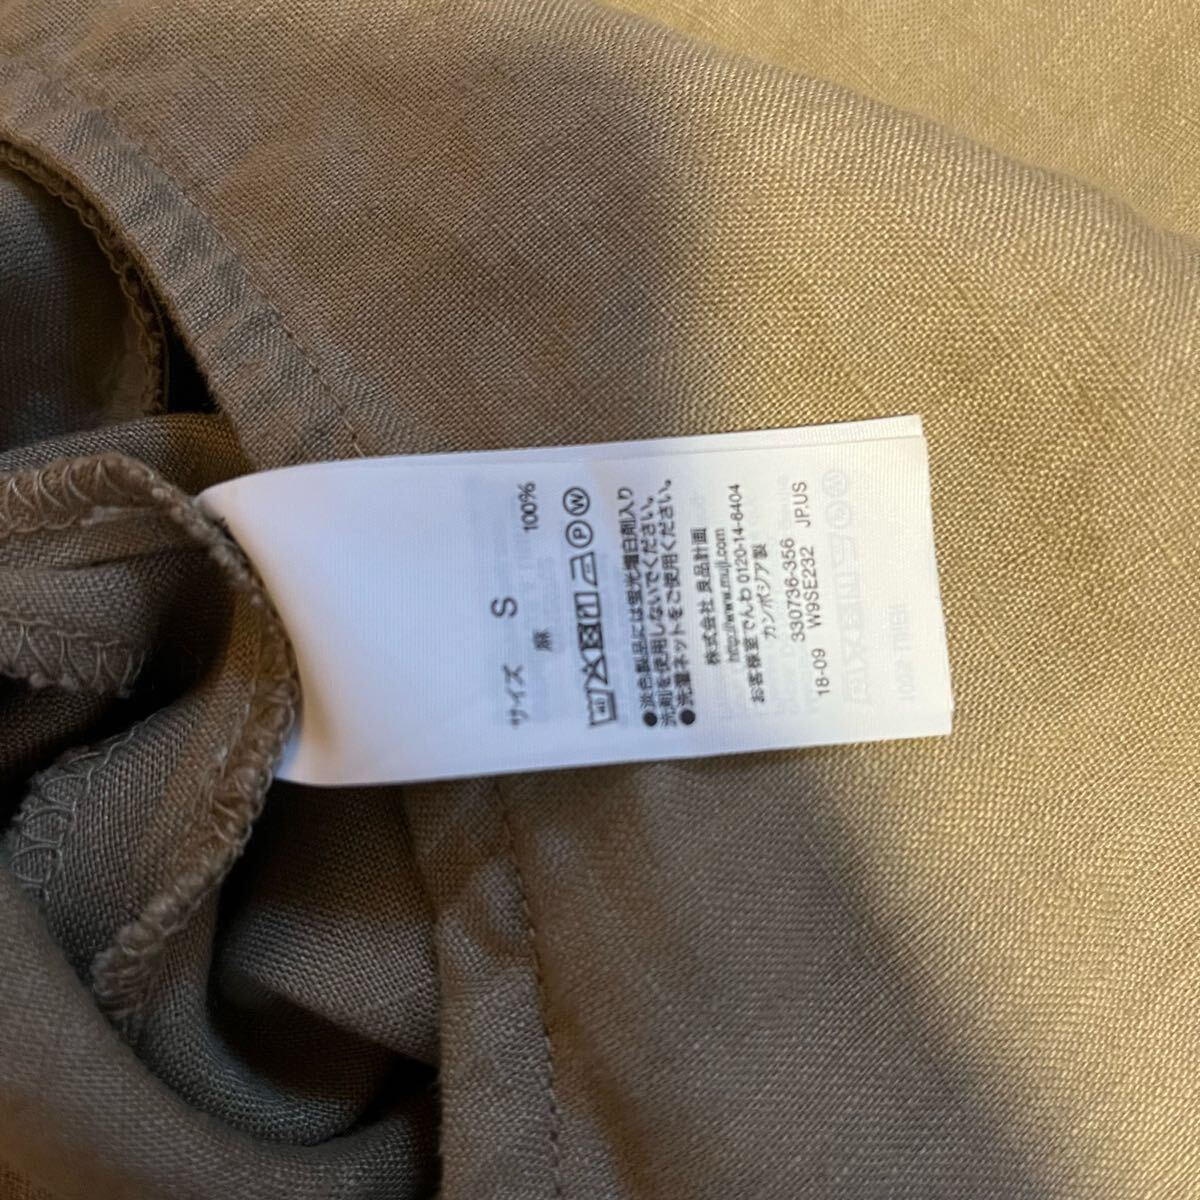 サイズ S
麻 100%
P W
●淡色製品には蛍光増白剤入り
洗剤を使用しないでください。
●洗濯ネットをご使用ください。
株式会社 良品計画
http://www.muji.com
お客様室でんわ 0120-14-6404
カンボジア製
330736-356 JP.US
18-09 W9SE232